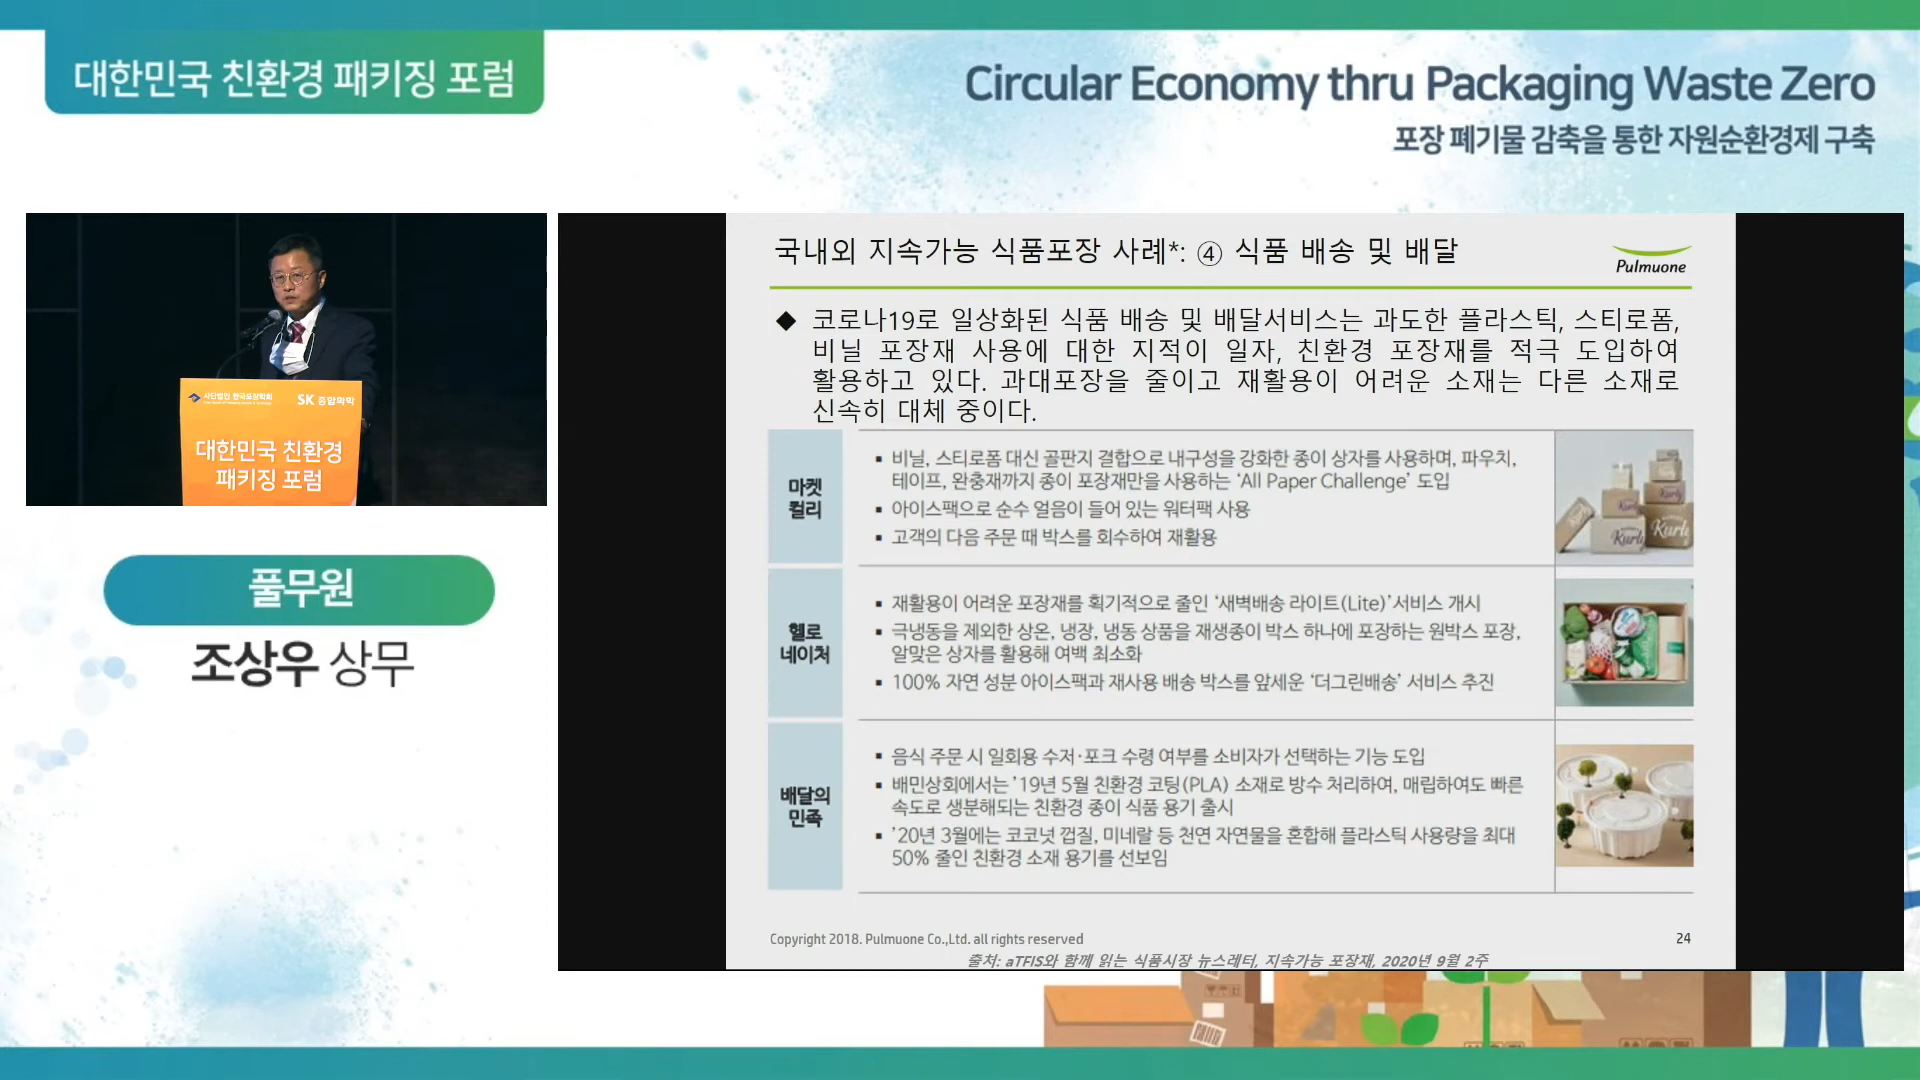 대한민국 친환경 패키징 포럼
Circular Economy thru Packaging Waste Zero
포장 폐기물 감축을 통한 자원순환경제 구축
사단법인 한국포장학회
SK 종합화학
대한민국 친환경
패키징 포럼
풀무원
조상우 상무
국내외 지속가능 식품포장 사례*: ④ 식품 배송 및 배달
Pulmuone
◆ 코로나19로 일상화된 식품 배송 및 배달서비스는 과도한 플라스틱, 스티로폼,
비닐 포장재 사용에 대한 지적이 일자, 친환경 포장재를 적극 도입하여
활용하고 있다. 과대포장을 줄이고 재활용이 어려운 소재는 다른 소재로
신속히 대체 중이다.
마켓
컬리
▪ 비닐, 스티로폼 대신 골판지 결합으로 내구성을 강화한 종이 상자를 사용하며, 파우치,
테이프, 완충재까지 종이 포장재만을 사용하는 ‘All Paper Challenge’ 도입
▪ 아이스팩으로 순수 얼음이 들어 있는 워터팩 사용
▪ 고객의 다음 주문 때 박스를 회수하여 재활용
Kurly
Kurly
헬로
네이처
▪ 재활용이 어려운 포장재를 획기적으로 줄인 ‘새벽배송 라이트(Lite)’서비스 개시
▪ 극냉동을 제외한 상온, 냉장, 냉동 상품을 재생종이 박스 하나에 포장하는 원박스 포장,
알맞은 상자를 활용해 여백 최소화
▪ 100% 자연 성분 아이스팩과 재사용 배송 박스를 앞세운 ‘더그린배송’ 서비스 추진
배달의
민족
▪ 음식 주문 시 일회용 수저·포크 수령 여부를 소비자가 선택하는 기능 도입
▪ 배민상회에서는 ’19년 5월 친환경 코팅(PLA) 소재로 방수 처리하여, 매립하여도 빠른
속도로 생분해되는 친환경 종이 식품 용기 출시
▪ ’20년 3월에는 코코넛 껍질, 미네랄 등 천연 자연물을 혼합해 플라스틱 사용량을 최대
50% 줄인 친환경 소재 용기를 선보임
Copyright 2018. Pulmuone Co.,Ltd. all rights reserved
24
출처: aTFIS와 함께 읽는 식품시장 뉴스레터, 지속가능 포장재, 2020년 9월 2주